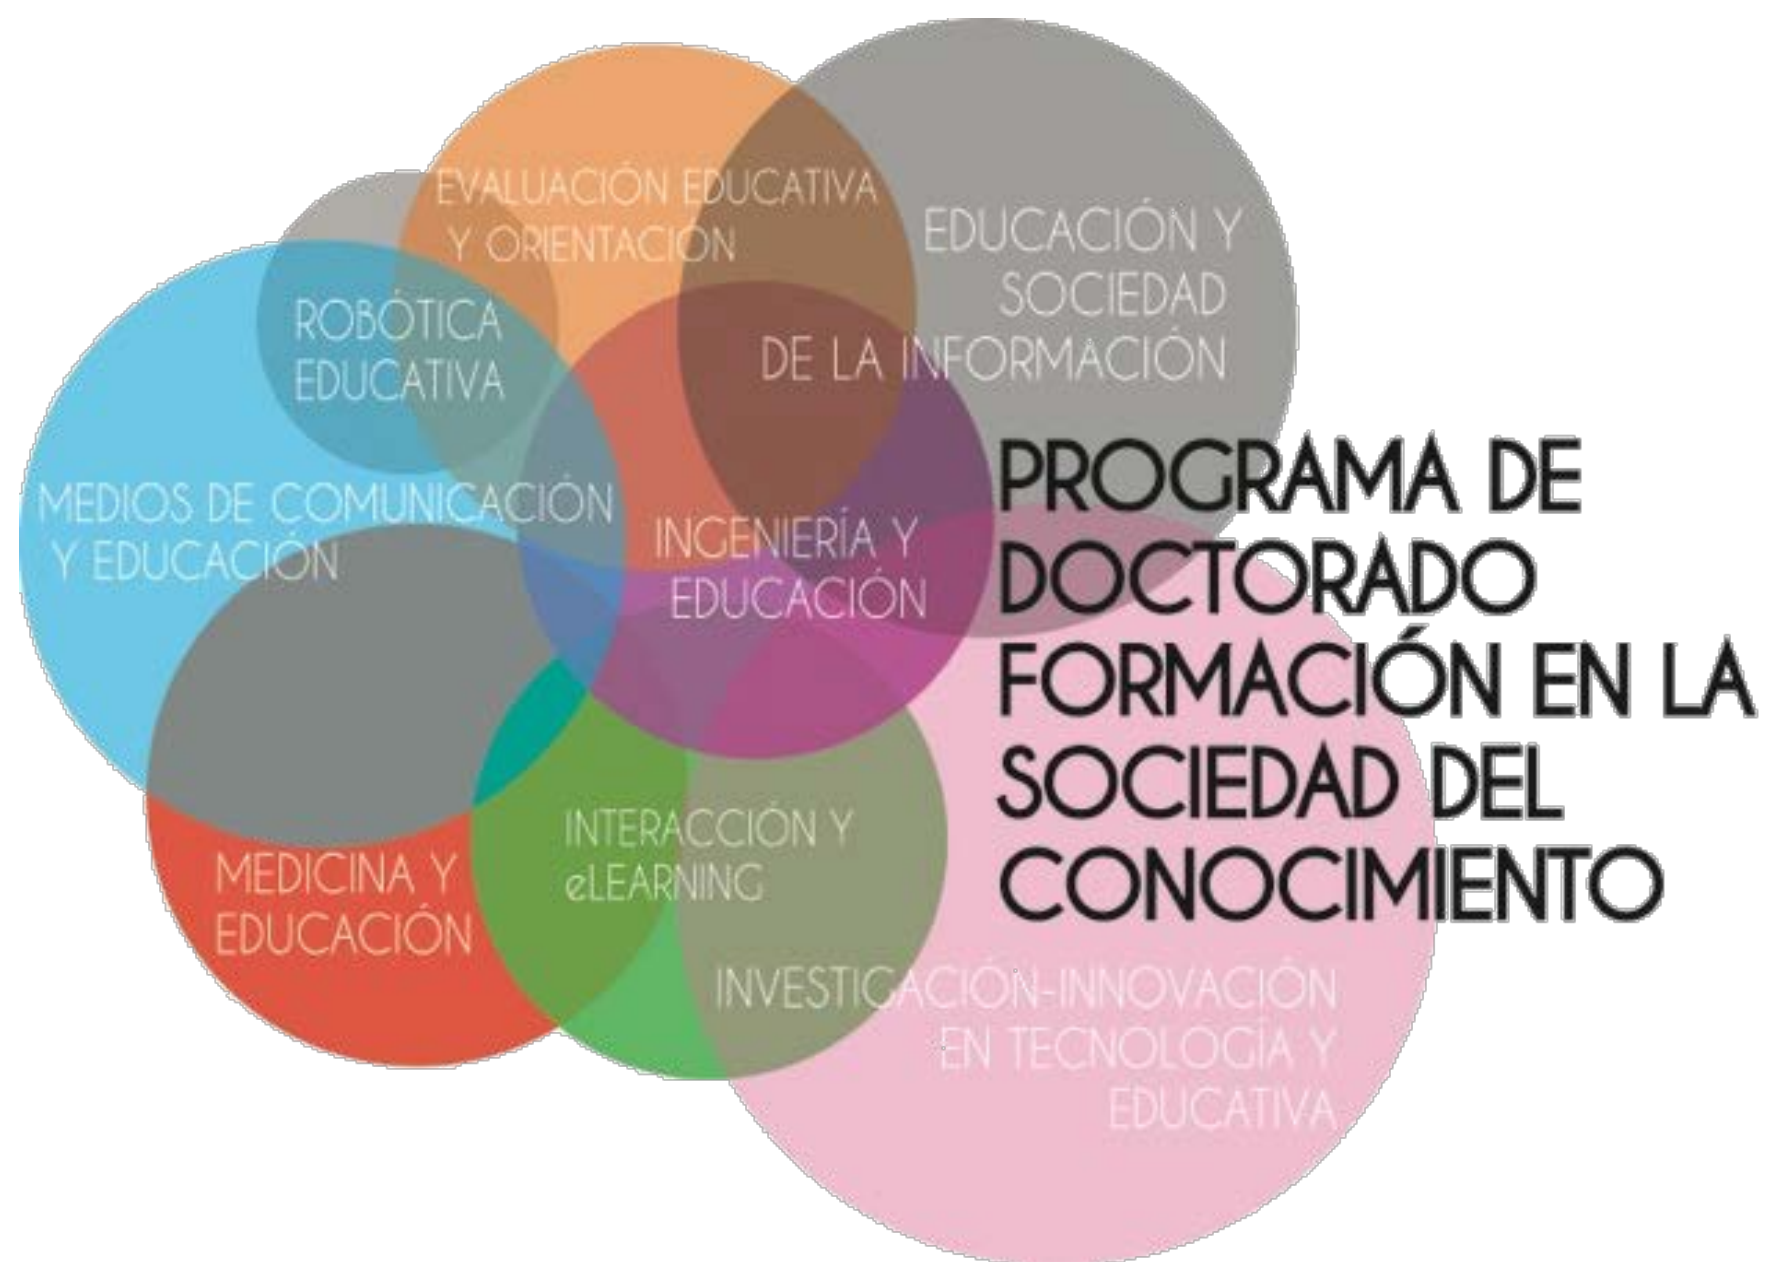 EVALUACIÓN EDUCATIVA
Y ORIENTACIÓN
EDUCACIÓN Y
SOCIEDAD
DE LA INFORMACIÓN
ROBÓTICA
EDUCATIVA
MEDIOS DE COMUNICACIÓN
Y EDUCACIÓN
INGENIERÍA Y
EDUCACIÓN
PROGRAMA DE
DOCTORADO
FORMACIÓN EN LA
SOCIEDAD DEL
CONOCIMIENTO
INTERACCIÓN Y
eLEARNING
MEDICINA Y
EDUCACIÓN
INVESTIGACIÓN-INNOVACIÓN
EN TECNOLOGÍA Y
EDUCATIVA